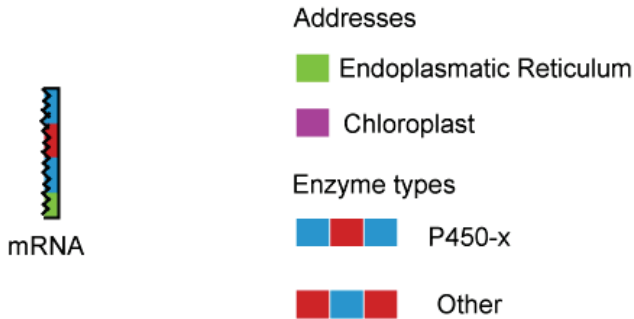 Addresses
Endoplasmatic Reticulum
Chloroplast
mRNA
Enzyme types
P450-x
Other